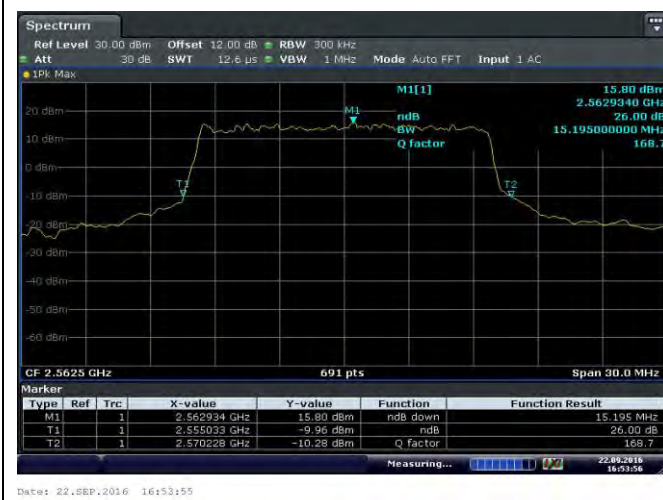 Spectrum
Ref Level 30.00 dBm Offset 12.00 dB RBW 300 kHz
Att 30 dB SWT 12.6 µs VBW 1 MHz Mode Auto FFT Input 1 AC
1Pk Max
M1[1] 15.80 dBm
2.5629340 GHz
ndB 26.00 dB
Bw 15.195000000 MHz
Q factor 168.7
M1
T1
T2
20 dBm
10 dBm
0 dBm
-10 dBm
-20 dBm
-30 dBm
-40 dBm
-50 dBm
-60 dBm
CF 2.5625 GHz 691 pts Span 30.0 MHz
Marker
Type Ref Trc X-value Y-value Function Function Result
M1 1 2.562934 GHz 15.80 dBm ndB down 15.195 MHz
T1 1 2.555033 GHz -9.96 dBm ndB 26.00 dB
T2 1 2.570228 GHz -10.28 dBm Q factor 168.7
Measuring... 22.09.2016
16:53:56
Date: 22.SEP.2016 16:53:55